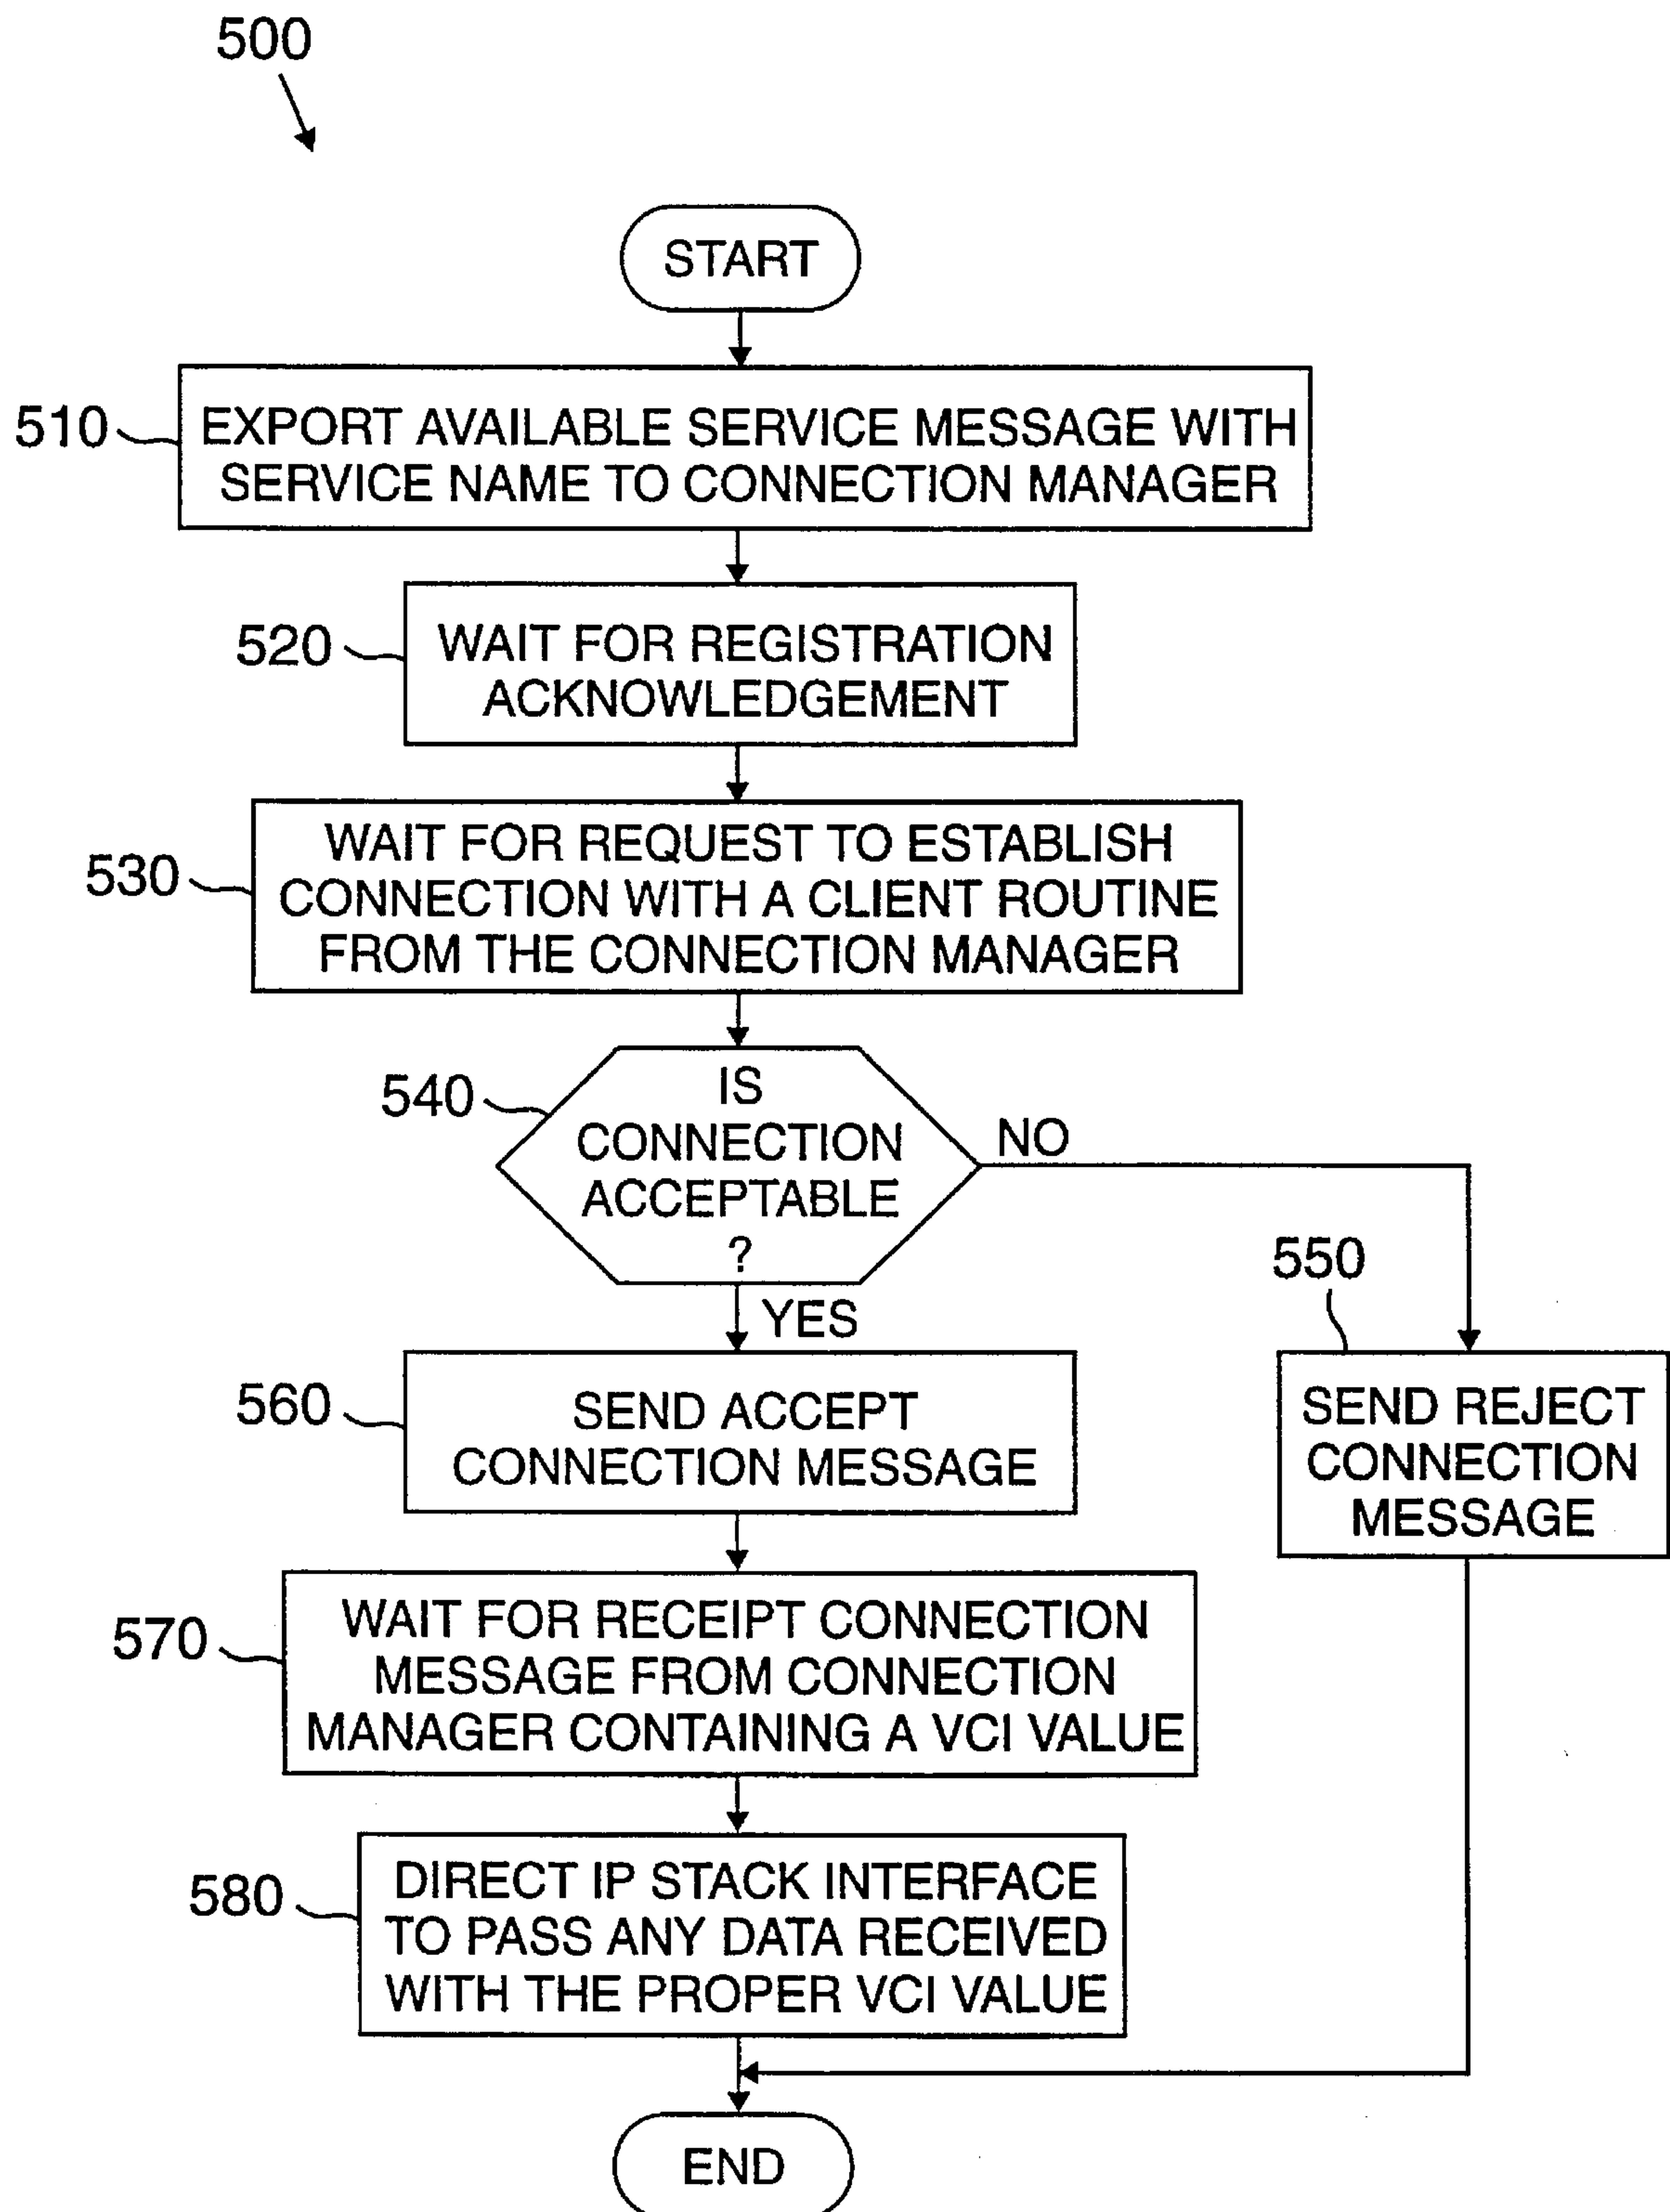 500
START
510
EXPORT AVAILABLE SERVICE MESSAGE WITH
SERVICE NAME TO CONNECTION MANAGER
520
WAIT FOR REGISTRATION
ACKNOWLEDGEMENT
530
WAIT FOR REQUEST TO ESTABLISH
CONNECTION WITH A CLIENT ROUTINE
FROM THE CONNECTION MANAGER
540
IS
CONNECTION
ACCEPTABLE
?
NO
YES
550
SEND REJECT
CONNECTION
MESSAGE
560
SEND ACCEPT
CONNECTION MESSAGE
570
WAIT FOR RECEIPT CONNECTION
MESSAGE FROM CONNECTION
MANAGER CONTAINING A VCI VALUE
580
DIRECT IP STACK INTERFACE
TO PASS ANY DATA RECEIVED
WITH THE PROPER VCI VALUE
END